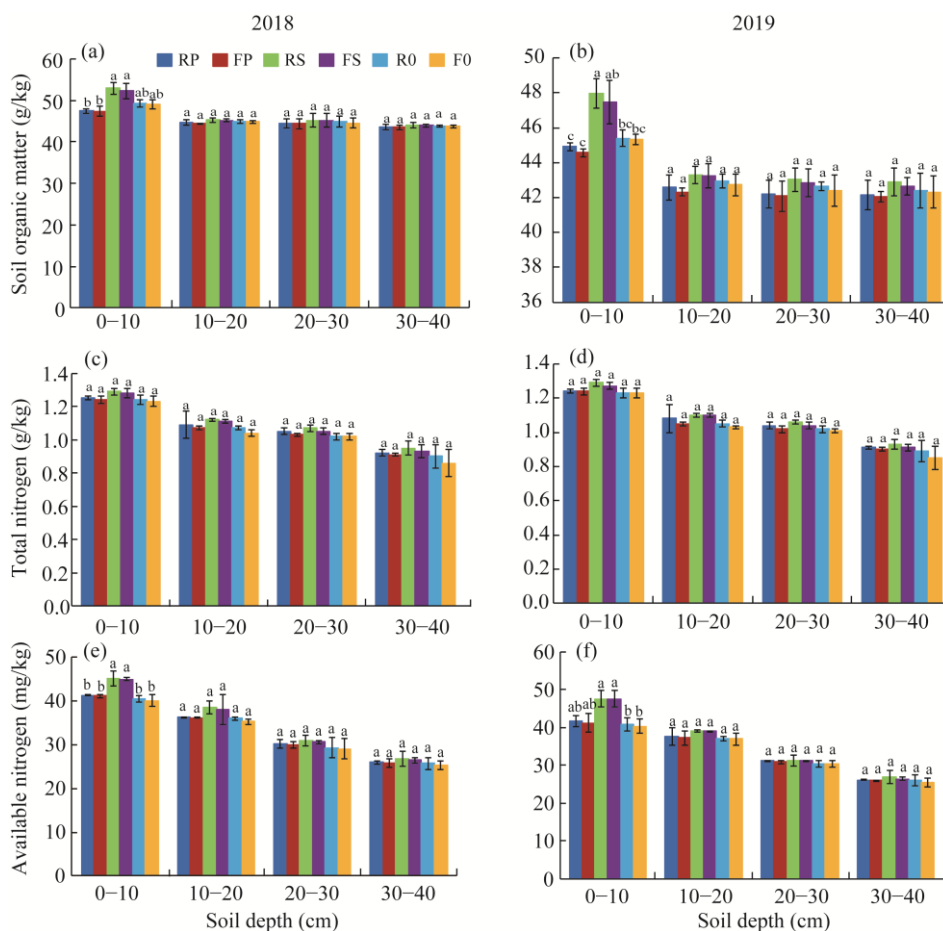 2018 2019
(a) RP FP RS FS R0 F0 (b)
Soil organic matter (g/kg)
60 50 40 30 20 10 0
b b a a ab ab a a a a a a a a a a a a a a a a a a
0−10 10−20 20−30 30−40
50 48 46 44 42 40 38 36
c c a ab bc bc a a a a a a a a a a a a a a a a a a
0−10 10−20 20−30 30−40
(c) (d)
Total nitrogen (g/kg)
1.4 1.2 1.0 0.8 0.6 0.4 0.2 0.0
a a a a a a a a a a a a a a a a a a a a a a a a
0−10 10−20 20−30 30−40
1.4 1.2 1.0 0.8 0.6 0.4 0.2 0.0
a a a a a a a a a a a a a a a a a a a a a a a a
0−10 10−20 20−30 30−40
(e) (f)
Available nitrogen (mg/kg)
50 40 30 20 10 0
b b a a b b a a a a a a a a a a a a a a a a a a
0−10 10−20 20−30 30−40
Soil depth (cm)
60 50 40 30 20 10 0
ab ab a a b b a a a a a a a a a a a a a a a a a a
0−10 10−20 20−30 30−40
Soil depth (cm)